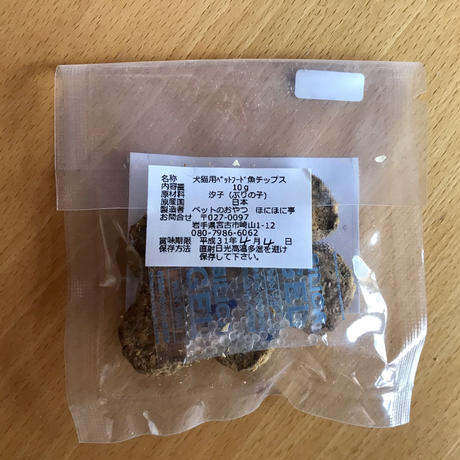 名称 犬猫用ペットフード魚チップス
内容量 10g
原材料 汐子 (ぶりの子)
原産国 日本
製造者 ペットのおやつ ほにほに亭
お問合せ 〒027-0097
岩手県宮古市崎山1-12
080-7986-6062
賞味期限 平成31年4月4日
保存方法 直射日光高温多湿を避け
保存して下さい。